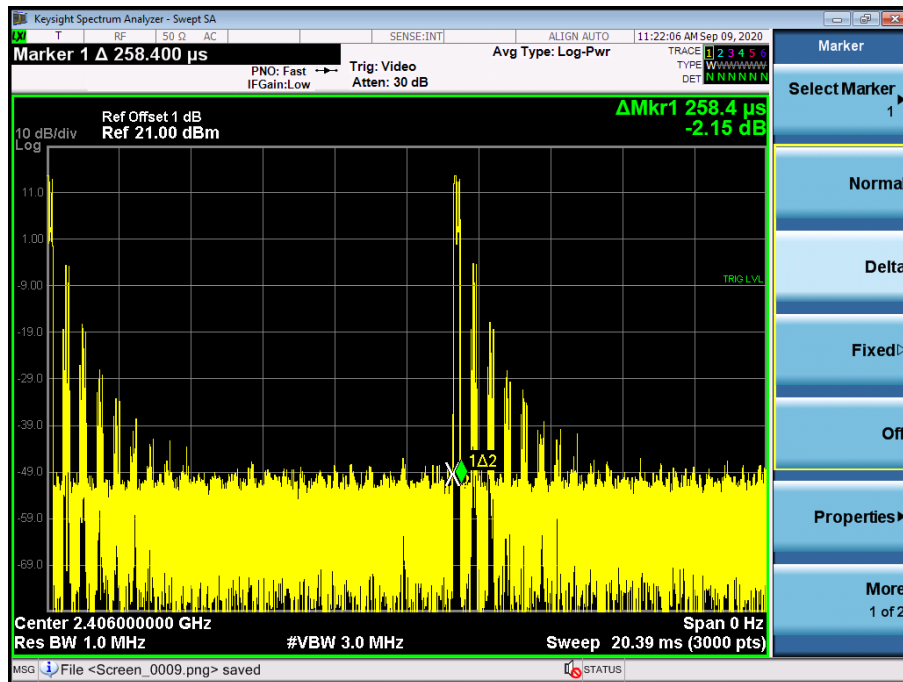 Keysight Spectrum Analyzer - Swept SA
LXI T RF 50 Ω AC SENSE:INT ALIGN AUTO 11:22:06 AM Sep 09, 2020
Marker 1 Δ 258.400 µs
PNO: Fast
IFGain:Low
Trig: Video
Atten: 30 dB
Avg Type: Log-Pwr
TRACE 1 2 3 4 5 6
TYPE WWWWWWW
DET N N N N N N
ΔMkr1 258.4 µs
-2.15 dB
Ref Offset 1 dB
10 dB/div Ref 21.00 dBm
Log
11.0
1.00
-9.00
TRIG LVL
-19.0
-29.0
-39.0
-49.0
1Δ2
-59.0
-69.0
Center 2.406000000 GHz Span 0 Hz
Res BW 1.0 MHz #VBW 3.0 MHz Sweep 20.39 ms (3000 pts)
MSG File <Screen_0009.png> saved STATUS
Marker
Select Marker
1
Normal
Delta
Fixed
Off
Properties
More
1 of 2